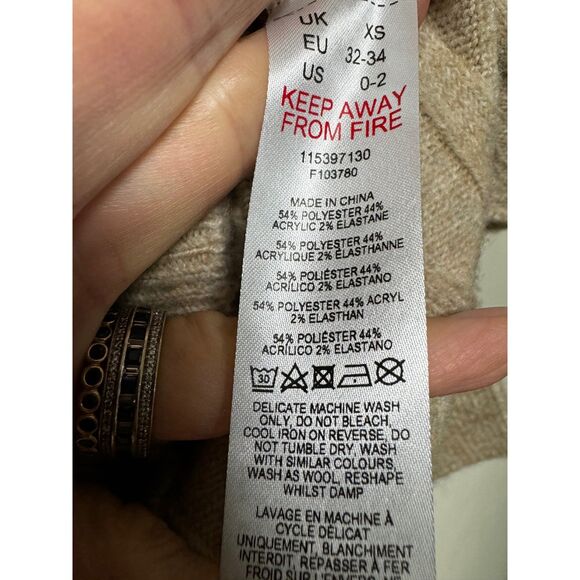 UK XS
EU 32-34
US 0-2
KEEP AWAY
FROM FIRE
115397130
F103780
MADE IN CHINA
54% POLYESTER 44%
ACRYLIC 2% ELASTANE
54% POLYESTER 44%
ACRYLIQUE 2% ELASTHANNE
54% POLIÉSTER 44%
ACRÍLICO 2% ELASTANO
54% POLYESTER 44% ACRYL
2% ELASTHAN
54% POLIÉSTER 44%
ACRÍLICO 2% ELASTANO
30
DELICATE MACHINE WASH
ONLY, DO NOT BLEACH,
COOL IRON ON REVERSE, DO
NOT TUMBLE DRY, WASH
WITH SIMILAR COLOURS,
WASH AS WOOL, RESHAPE
WHILST DAMP
LAVAGE EN MACHINE À
CYCLE DÉLICAT
UNIQUEMENT, BLANCHIMENT
INTERDIT, REPASSER À FER
FROID SUR L'ENVERS